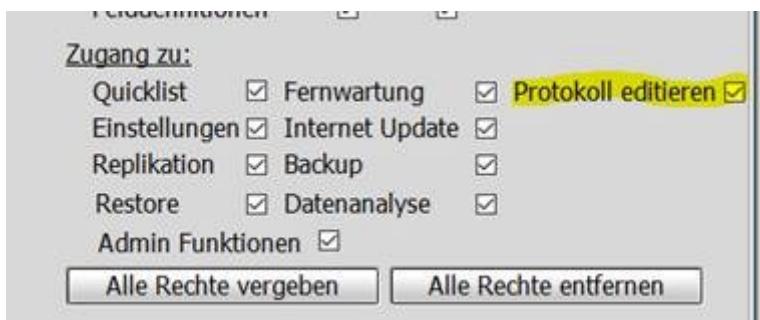 Felddefinitionen
Zugang zu:
Quicklist Fernwartung Protokoll editieren
Einstellungen Internet Update
Replikation Backup
Restore Datenanalyse
Admin Funktionen
Alle Rechte vergeben Alle Rechte entfernen